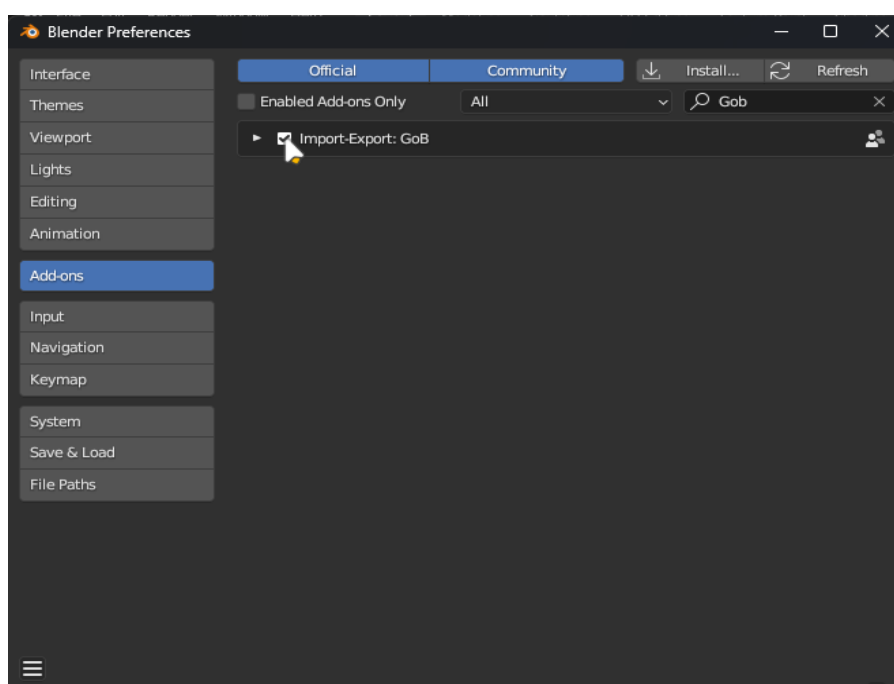 Blender Preferences
Interface
Themes
Viewport
Lights
Editing
Animation
Add-ons
Input
Navigation
Keymap
System
Save & Load
File Paths
Official Community Install... Refresh
Enabled Add-ons Only All Gob
Import-Export: GoB